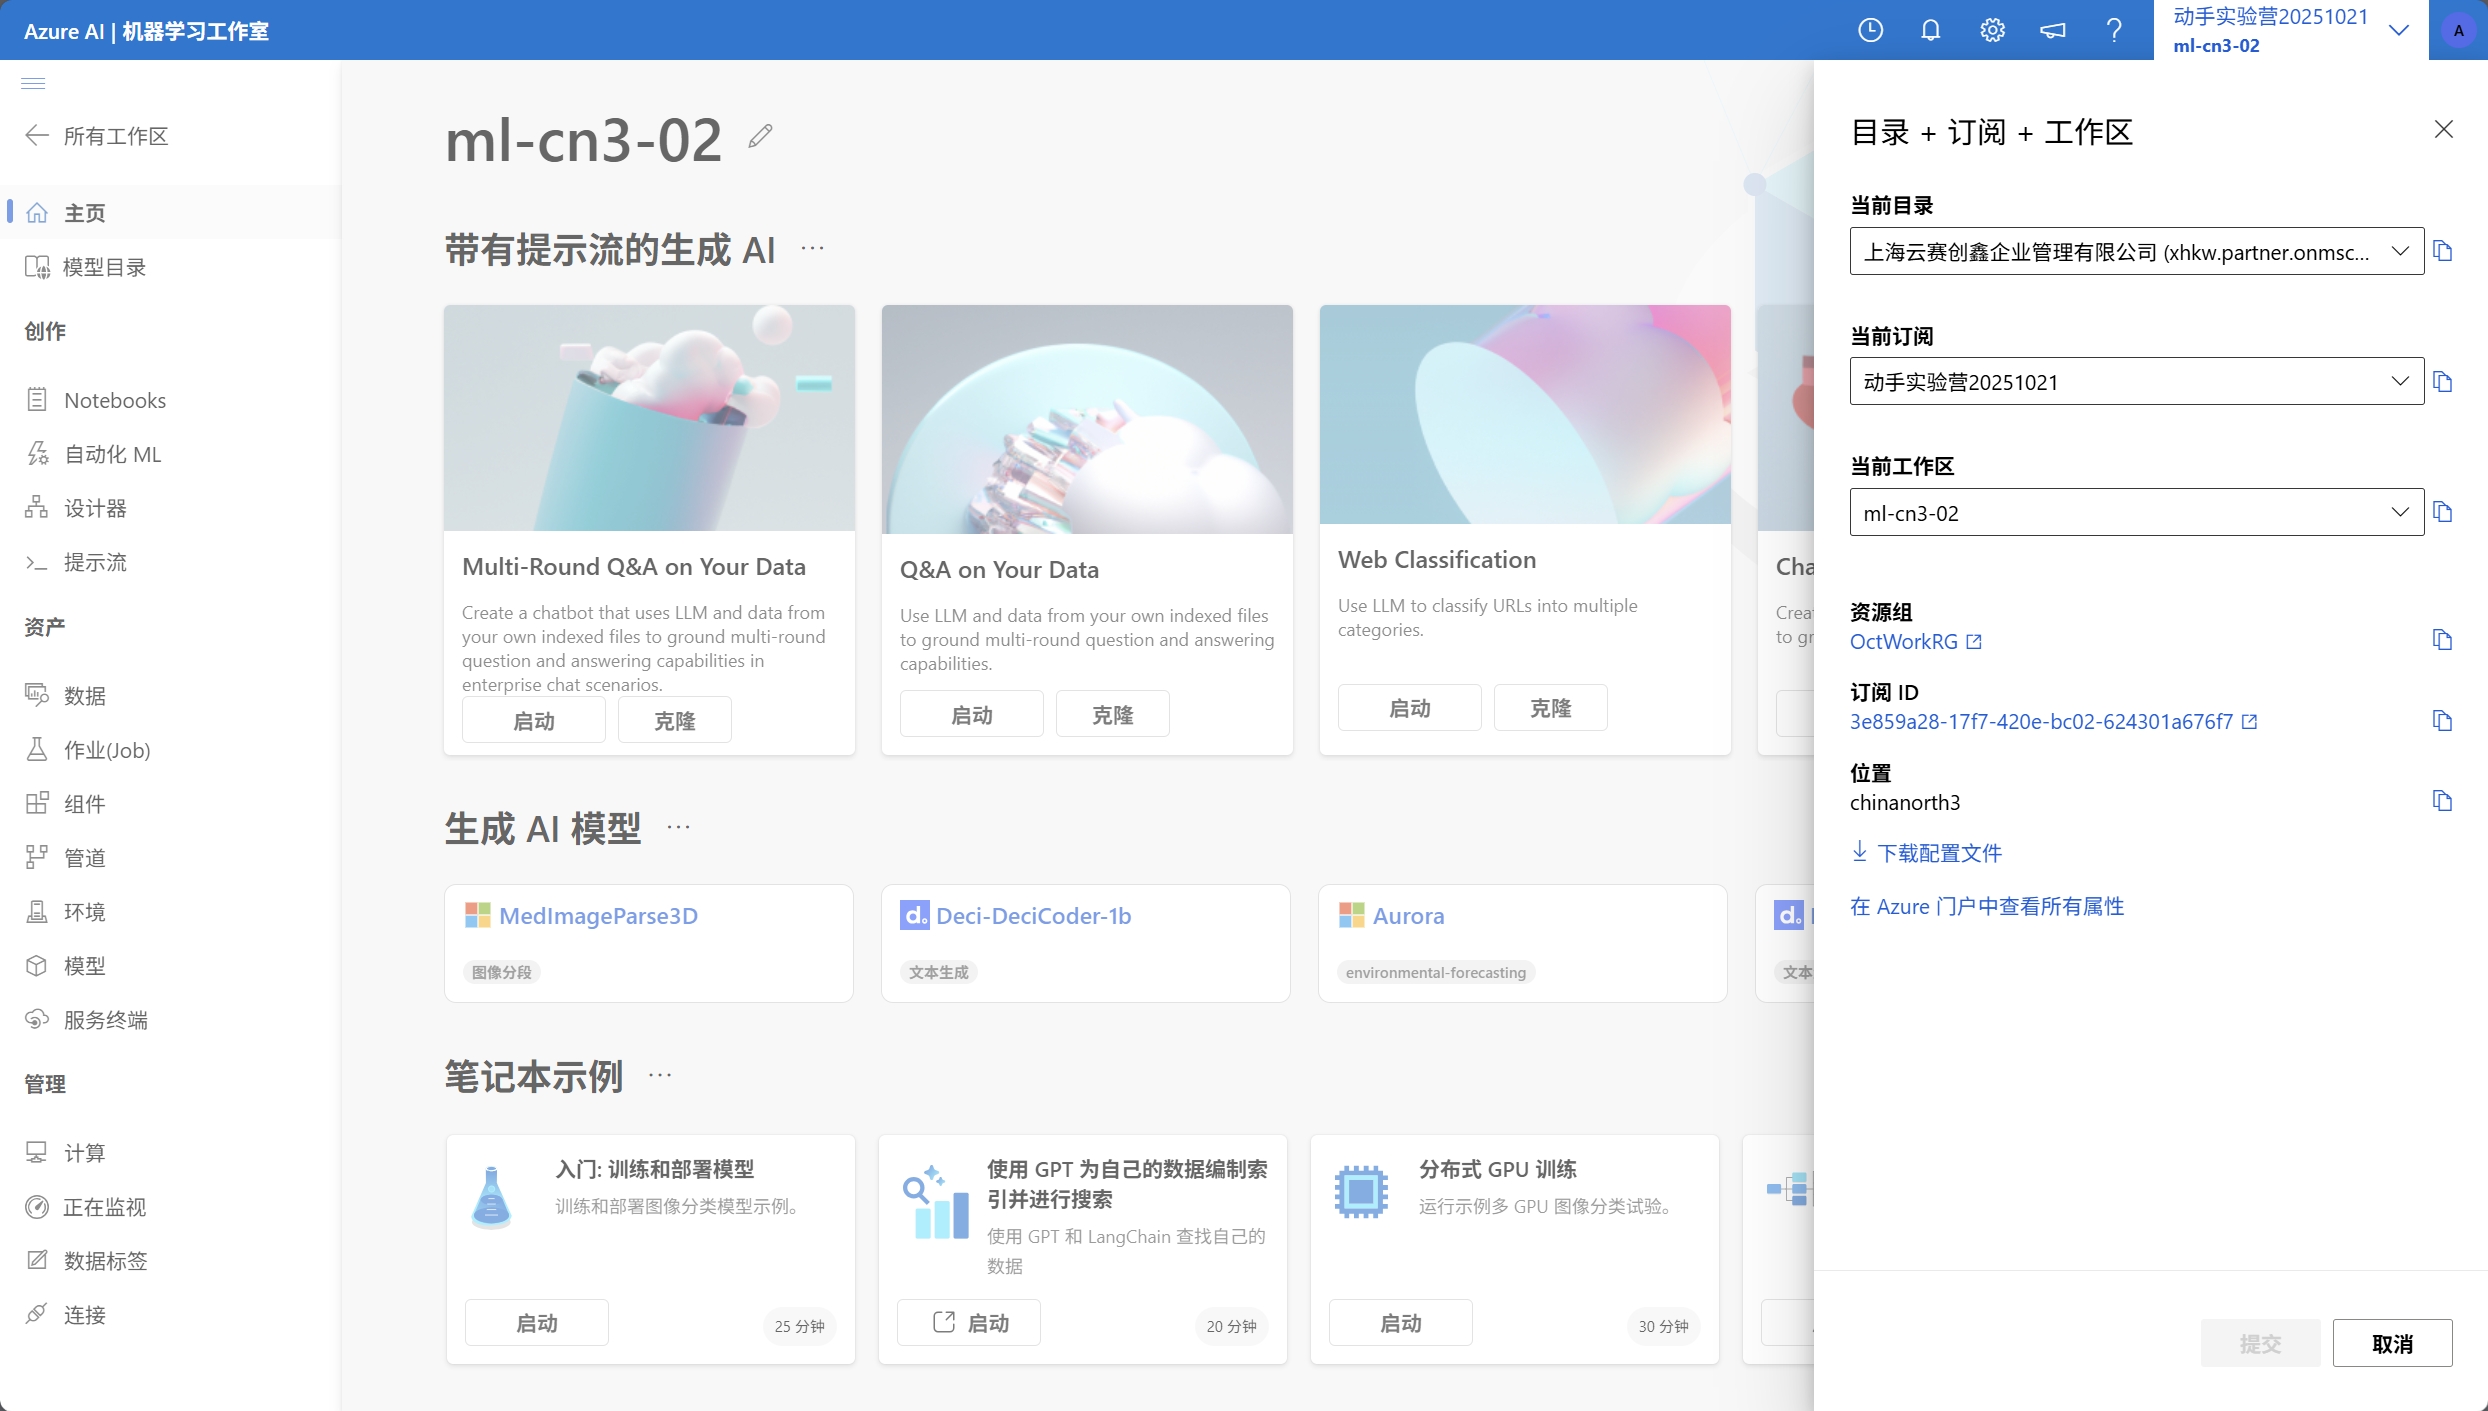 Azure AI | 机器学习工作室
动手实验营20251021
ml-cn3-02
A
所有工作区
主页
模型目录
创作
Notebooks
自动化 ML
设计器
提示流
资产
数据
作业(Job)
组件
管道
环境
模型
服务终端
管理
计算
正在监视
数据标签
连接
ml-cn3-02
带有提示流的生成 AI
Multi-Round Q&A on Your Data
Create a chatbot that uses LLM and data from
your own indexed files to ground multi-round
question and answering capabilities in
enterprise chat scenarios.
启动
克隆
Q&A on Your Data
Use LLM and data from your own indexed files
to ground multi-round question and answering
capabilities.
启动
克隆
Web Classification
Use LLM to classify URLs into multiple
categories.
启动
克隆
Cha
Crea
to gr
生成 AI 模型
MedImageParse3D
图像分段
d. Deci-DeciCoder-1b
文本生成
Aurora
environmental-forecasting
d.
文本
笔记本示例
入门: 训练和部署模型
训练和部署图像分类模型示例。
启动
25 分钟
使用 GPT 为自己的数据编制索
引并进行搜索
使用 GPT 和 LangChain 查找自己的
数据
启动
20 分钟
分布式 GPU 训练
运行示例多 GPU 图像分类试验。
启动
30 分钟
目录 + 订阅 + 工作区
当前目录
上海云赛创鑫企业管理有限公司 (xhkw.partner.onmsc...
当前订阅
动手实验营20251021
当前工作区
ml-cn3-02
资源组
OctWorkRG
订阅 ID
3e859a28-17f7-420e-bc02-624301a676f7
位置
chinanorth3
下载配置文件
在 Azure 门户中查看所有属性
提交
取消